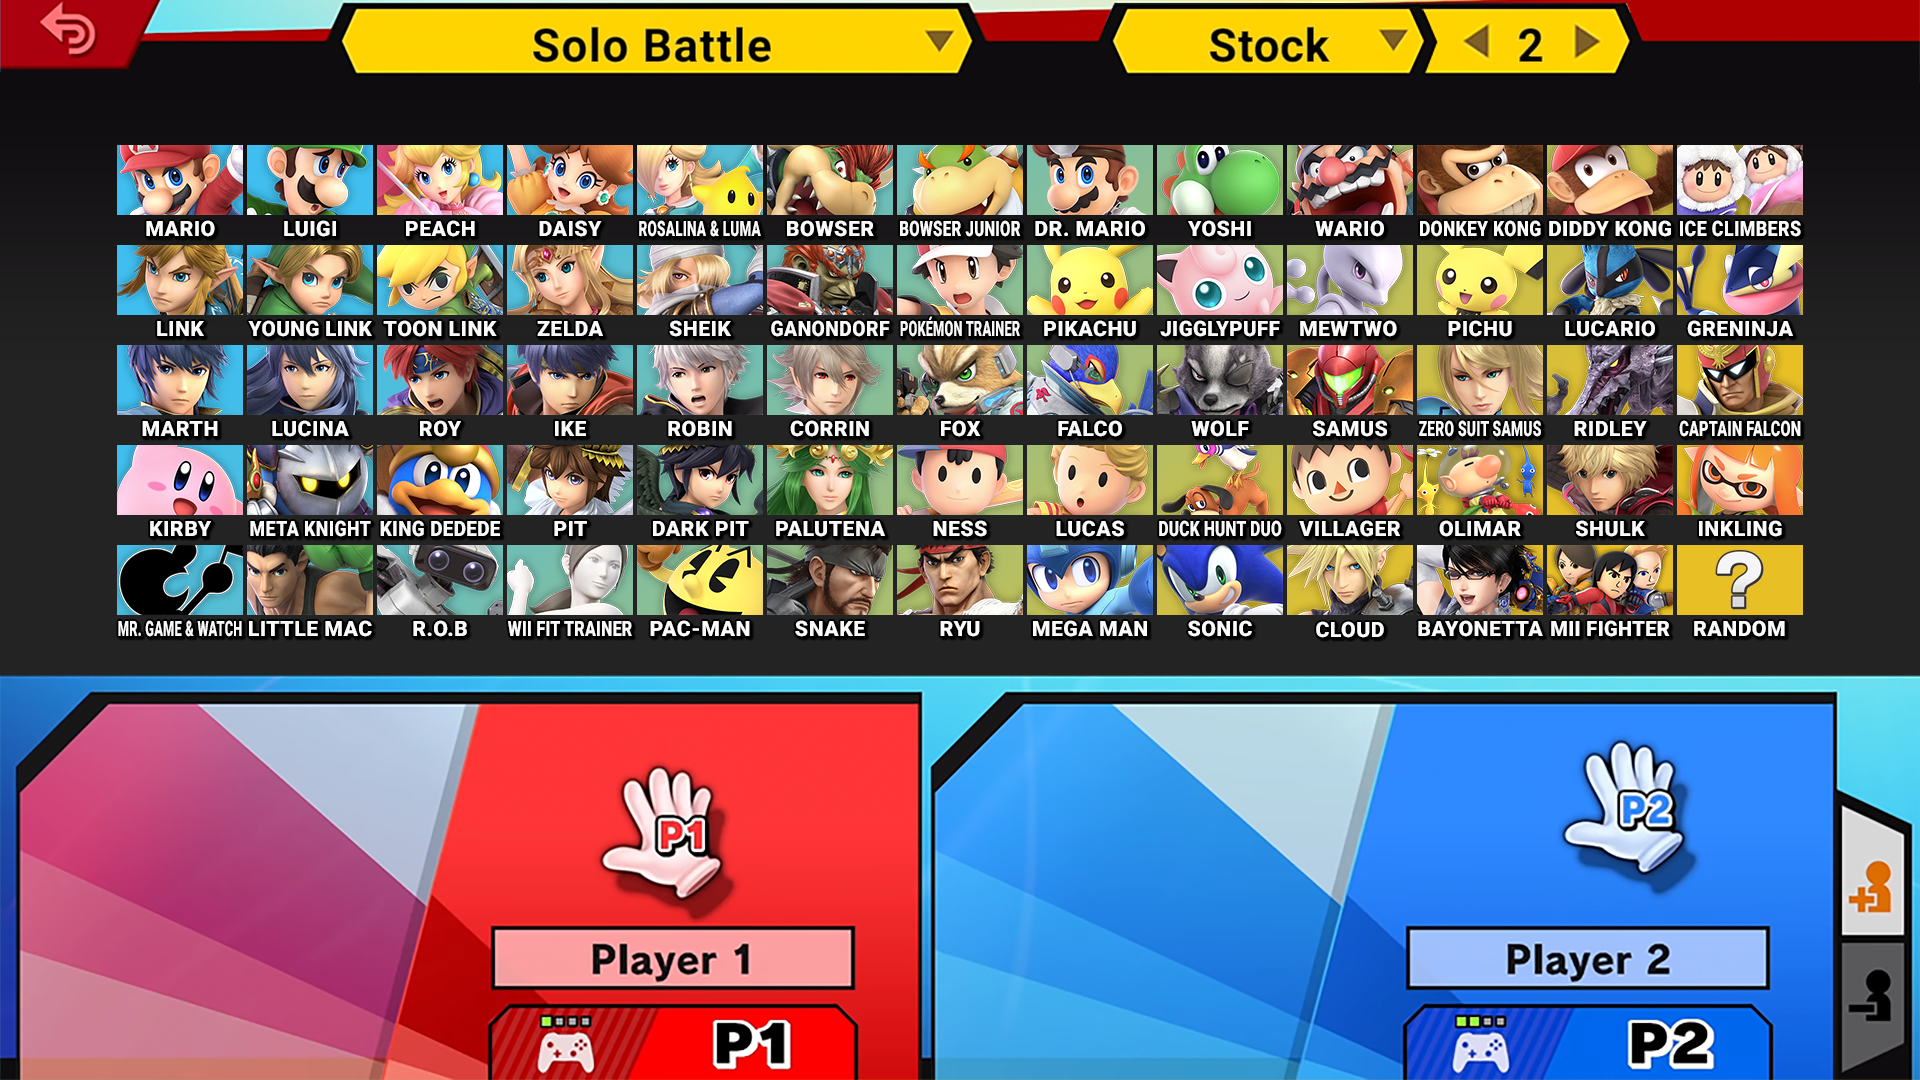 Solo Battle
Stock
2
MARIO LUIGI PEACH DAISY ROSALINA & LUMA BOWSER BOWSER JUNIOR DR. MARIO YOSHI WARIO DONKEY KONG DIDDY KONG ICE CLIMBERS
LINK YOUNG LINK TOON LINK ZELDA SHEIK GANONDORF POKÉMON TRAINER PIKACHU JIGGLYPUFF MEWTWO PICHU LUCARIO GRENINJA
MARTH LUCINA ROY IKE ROBIN CORRIN FOX FALCO WOLF SAMUS ZERO SUIT SAMUS RIDLEY CAPTAIN FALCON
KIRBY META KNIGHT KING DEDEDE PIT DARK PIT PALUTENA NESS LUCAS DUCK HUNT DUO VILLAGER OLIMAR SHULK INKLING
?
MR. GAME & WATCH LITTLE MAC R.O.B WII FIT TRAINER PAC-MAN SNAKE RYU MEGA MAN SONIC CLOUD BAYONETTA MII FIGHTER RANDOM
P1
Player 1
P1
P2
Player 2
P2